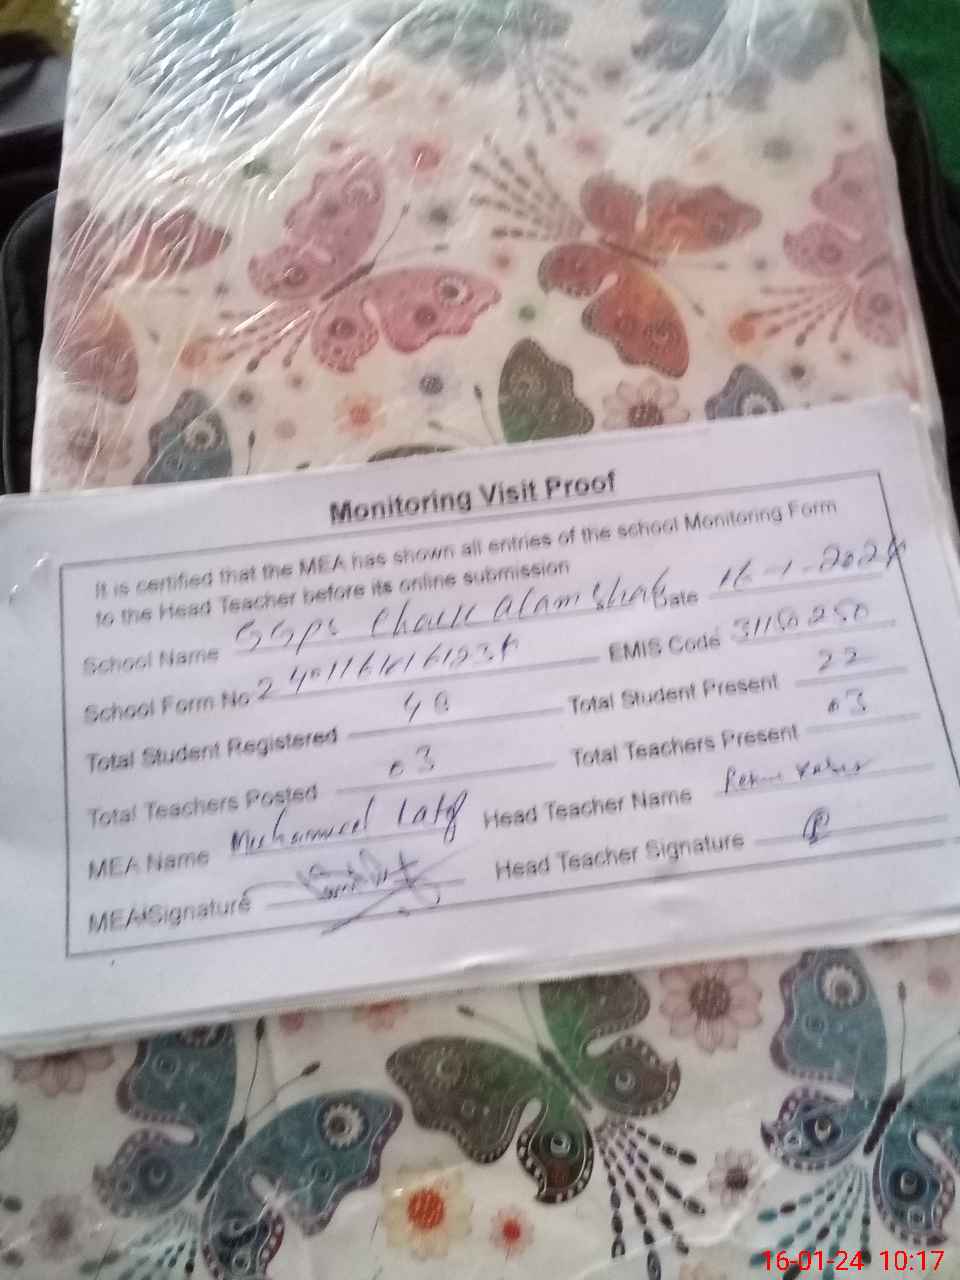 Monitoring Visit Proof
It is certified that the MEA has shown all entries of the school Monitoring Form
to the Head Teacher before its online submission
School Name GGPS Chak Alam Shah Date 16-1-2024
School Form No EMIS Code 31150250
Total Student Registered 40 Total Student Present 22
Total Teachers Posted 03 Total Teachers Present 03
MEA Name Muhammad Latif Head Teacher Name
MEA Signature Head Teacher Signature
16-01-24 10:17